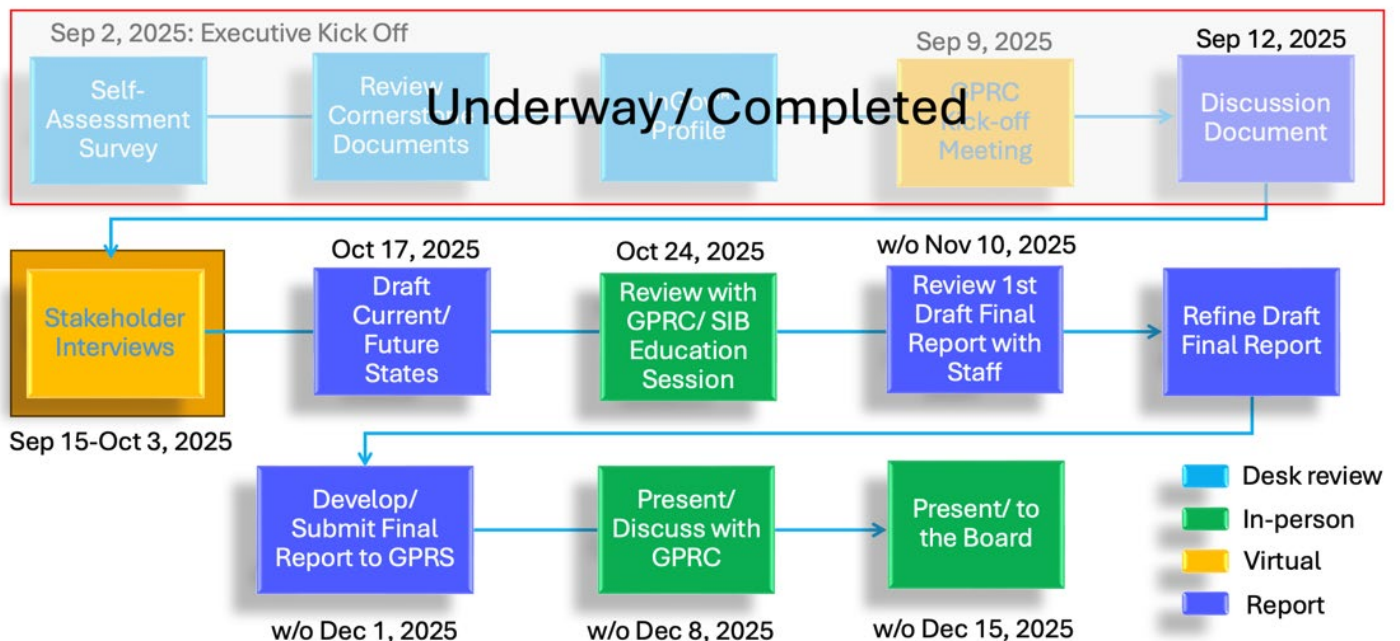 Sep 2, 2025: Executive Kick Off
Sep 9, 2025
Sep 12, 2025
Self-
Assessment
Survey
Review
Cornerstone
Documents
Profile
GPRC
Kick-off
Meeting
Discussion
Document
Underway / Completed
Stakeholder
Interviews
Sep 15-Oct 3, 2025
Oct 17, 2025
Draft
Current/
Future
States
Oct 24, 2025
Review with
GPRC/ SIB
Education
Session
w/o Nov 10, 2025
Review 1st
Draft Final
Report with
Staff
Refine Draft
Final Report
Develop/
Submit Final
Report to GPRS
w/o Dec 1, 2025
Present/
Discuss with
GPRC
w/o Dec 8, 2025
Present/ to
the Board
w/o Dec 15, 2025
Desk review
In-person
Virtual
Report